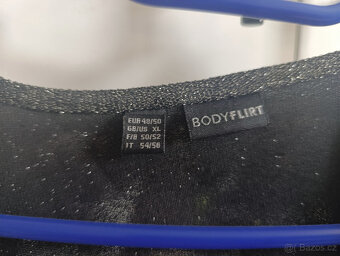 EUR 48/50
GB/US XL
F/B 50/52
IT 54/56
BODYFLIRT
bazos.cz